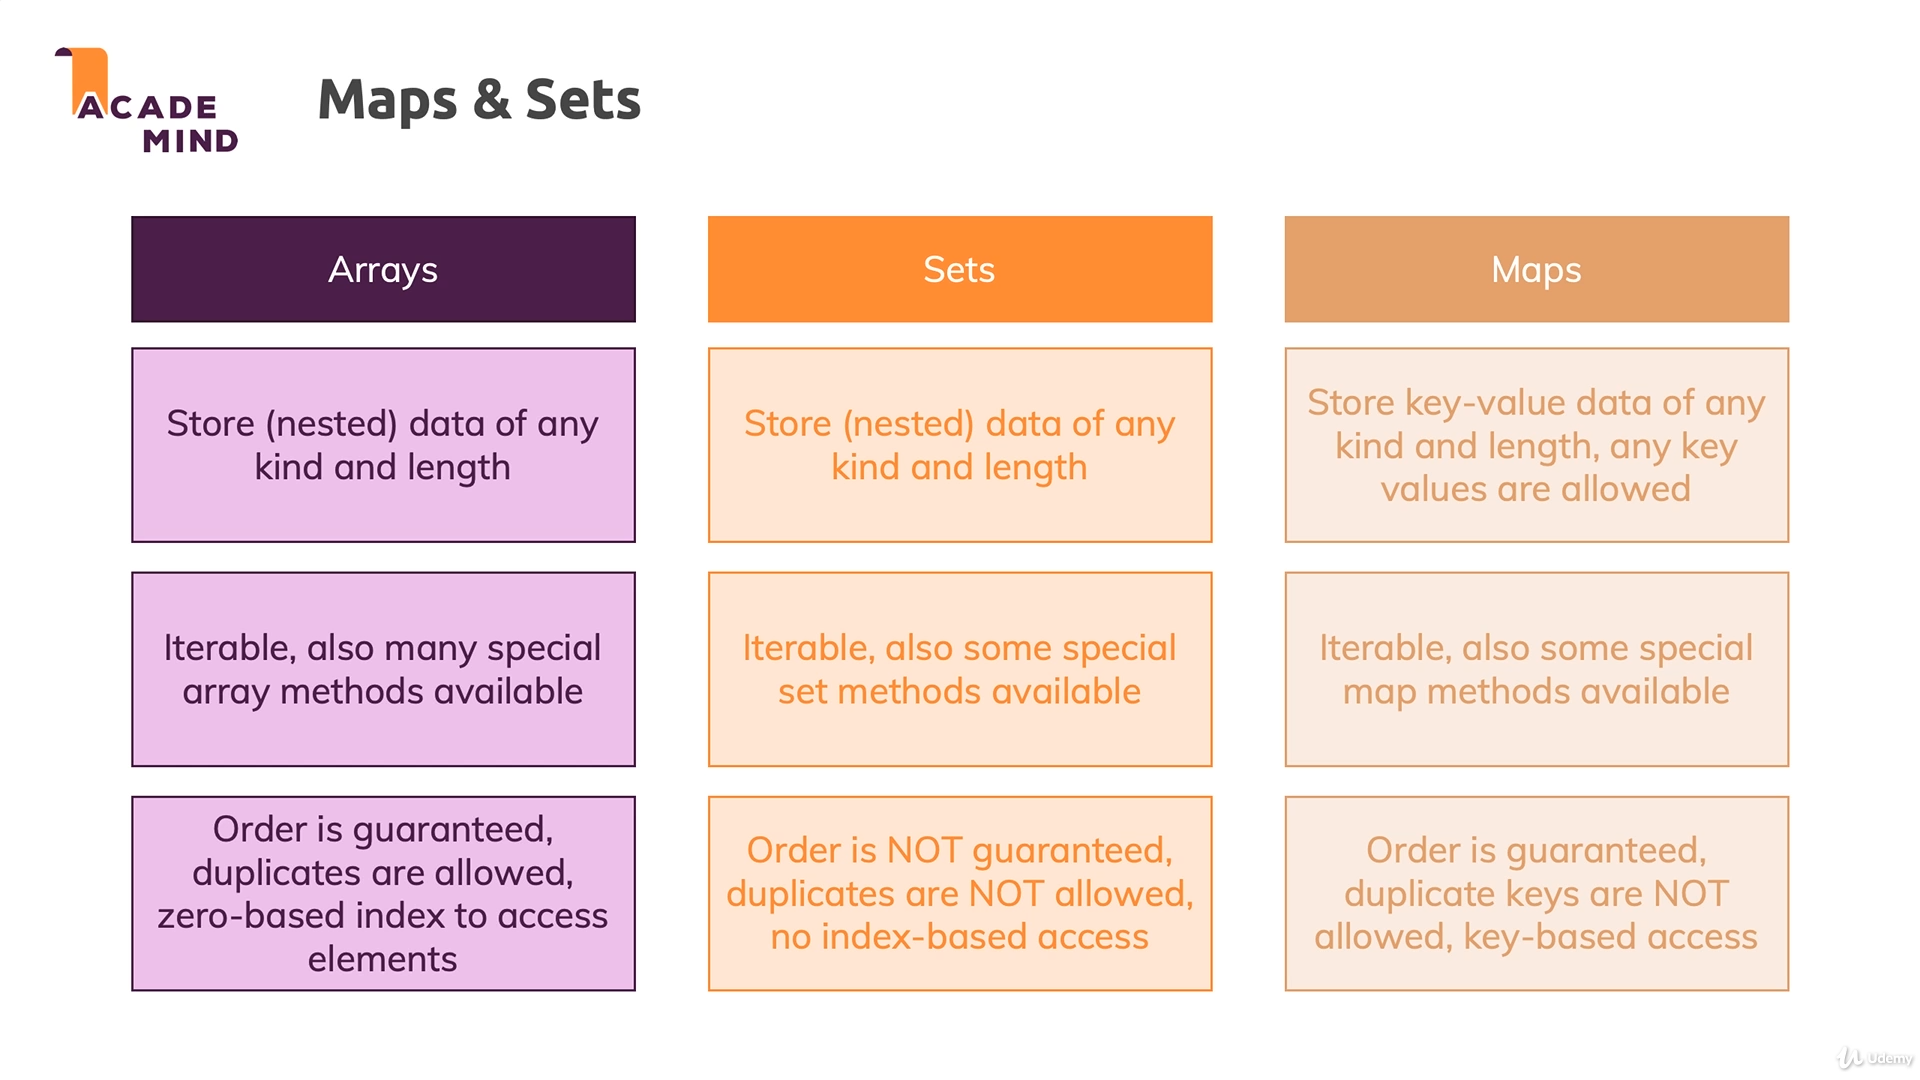 ACADE
MIND
Maps & Sets
Arrays
Store (nested) data of any
kind and length
Iterable, also many special
array methods available
Order is guaranteed,
duplicates are allowed,
zero-based index to access
elements
Sets
Store (nested) data of any
kind and length
Iterable, also some special
set methods available
Order is NOT guaranteed,
duplicates are NOT allowed,
no index-based access
Maps
Store key-value data of any
kind and length, any key
values are allowed
Iterable, also some special
map methods available
Order is guaranteed,
duplicate keys are NOT
allowed, key-based access
Udemy